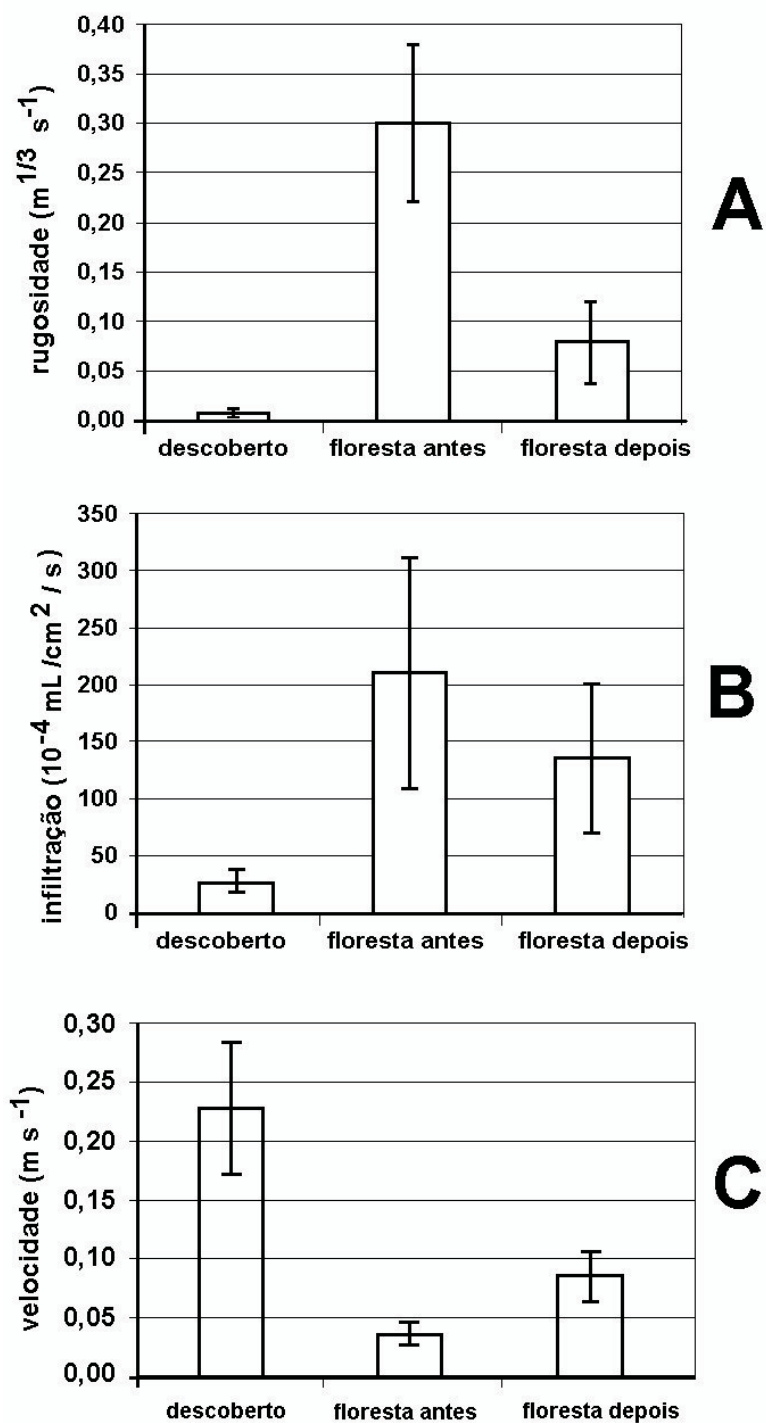 0,40
0,35
0,30
0,25
0,20
0,15
0,10
0,05
0,00
rugosidade (m^1/3 s^-1)
descoberto floresta antes floresta depois
A
350
300
250
200
150
100
50
0
infiltração (10^-4 mL /cm^2 / s)
descoberto floresta antes floresta depois
B
0,30
0,25
0,20
0,15
0,10
0,05
0,00
velocidade (m s^-1)
descoberto floresta antes floresta depois
C